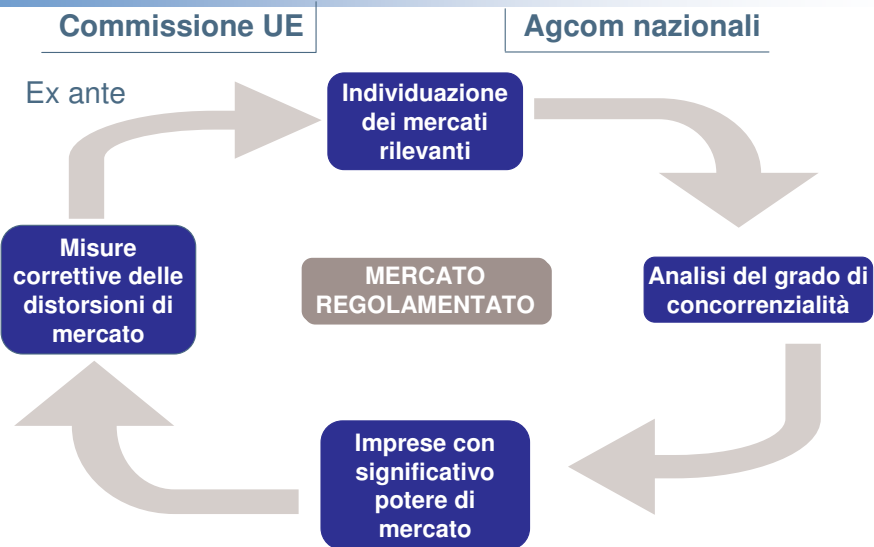 Commissione UE
Agcom nazionali
Ex ante
Individuazione
dei mercati
rilevanti
Misure
correttive delle
distorsioni di
mercato
MERCATO
REGOLAMENTATO
Analisi del grado di
concorrenzialità
Imprese con
significativo
potere di
mercato